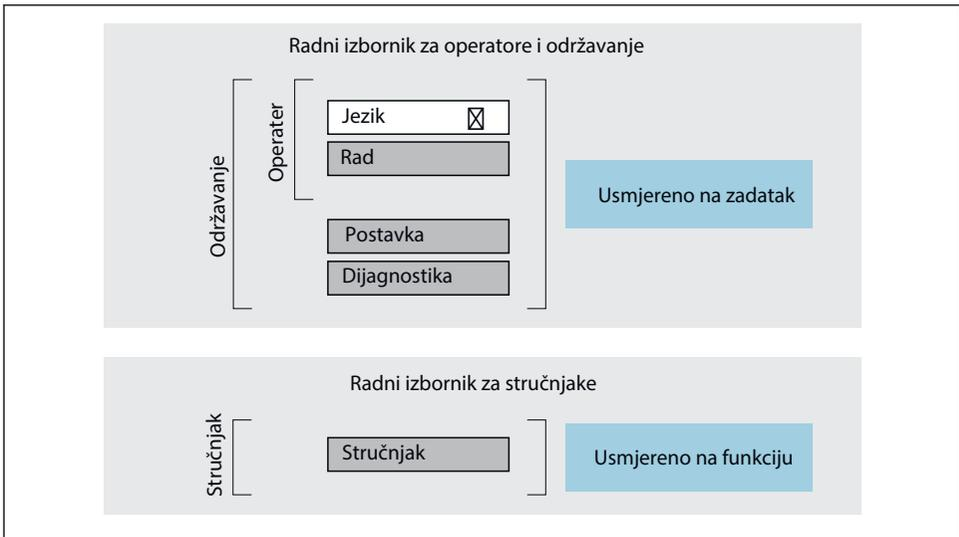 Radni izbornik za operatore i održavanje
Održavanje
Operater
Jezik
Rad
Postavka
Dijagnostika
Usmjereno na zadatak
Radni izbornik za stručnjake
Stručnjak
Stručnjak
Usmjereno na funkciju